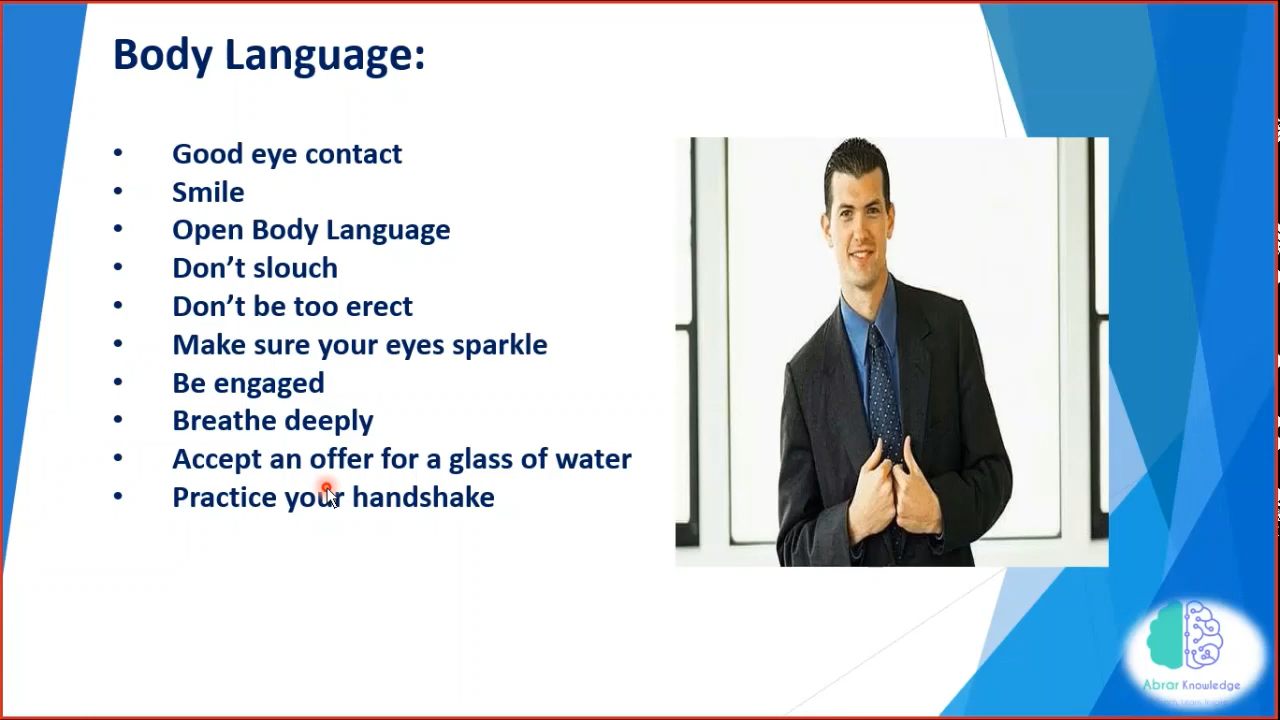 Body Language:
• Good eye contact
• Smile
• Open Body Language
• Don’t slouch
• Don’t be too erect
• Make sure your eyes sparkle
• Be engaged
• Breathe deeply
• Accept an offer for a glass of water
• Practice your handshake
Abrar Knowledge